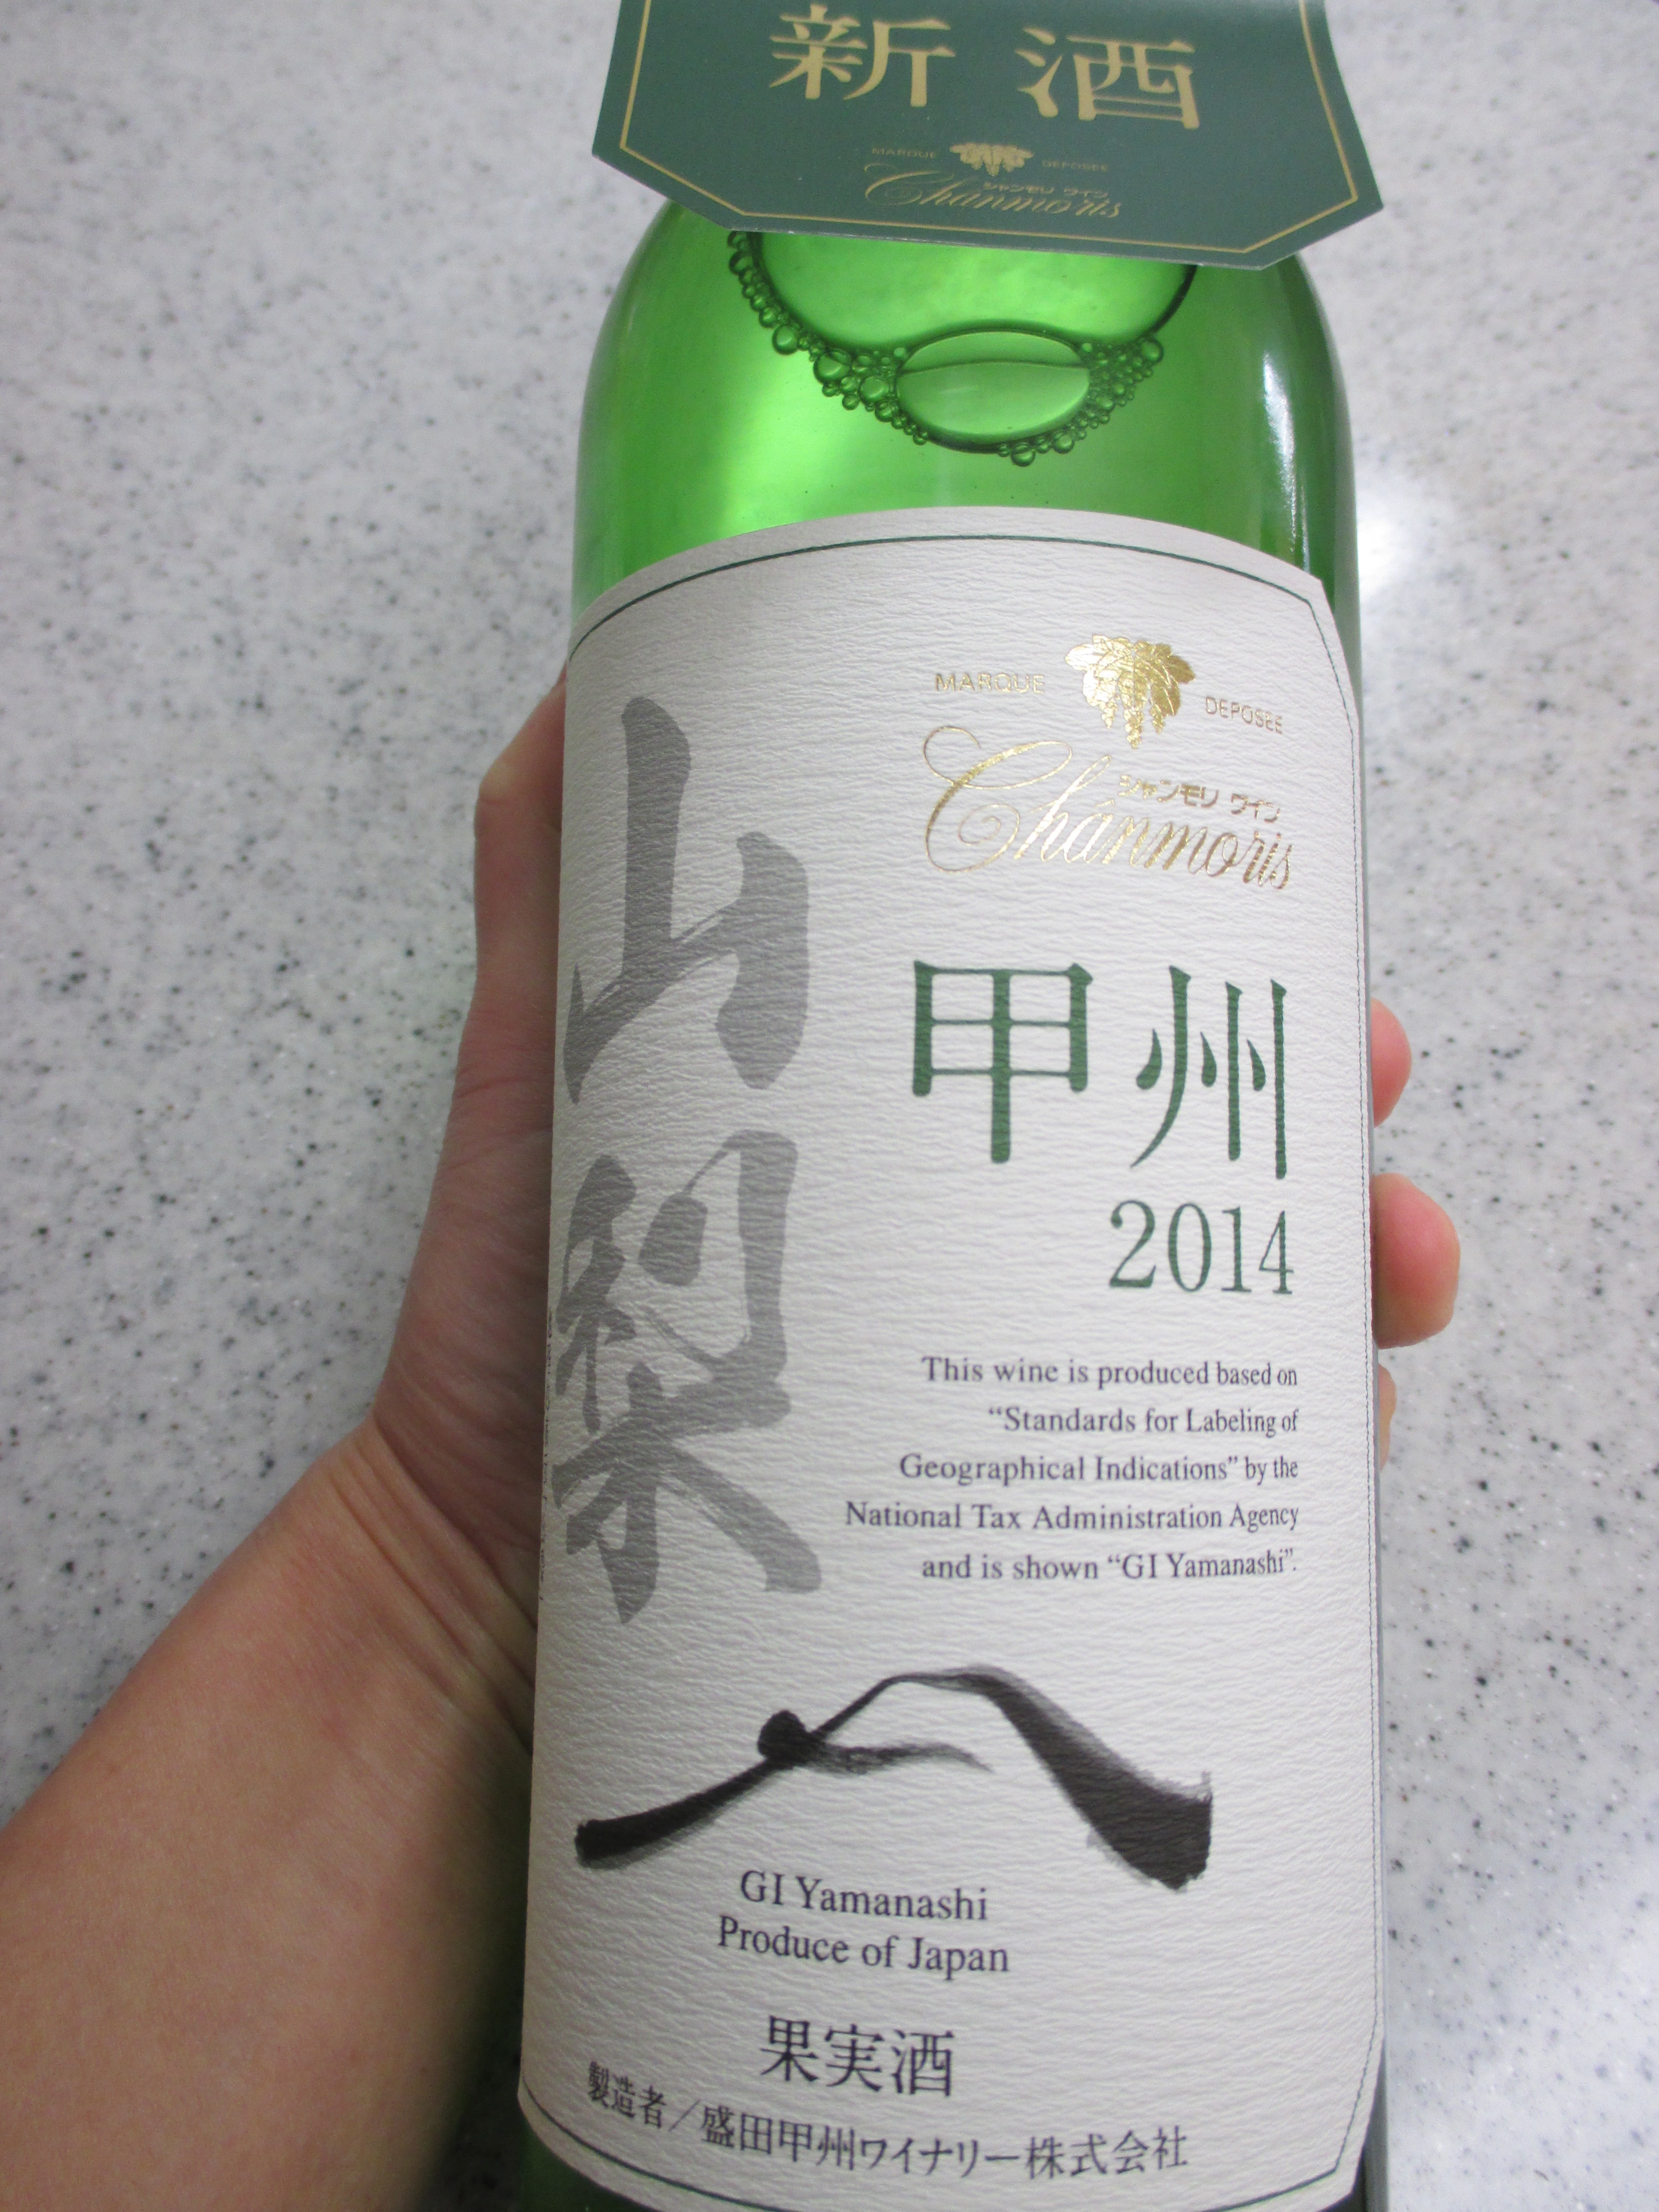 新酒
MARQUE DEPOSEE
シャンモリ ワイン
Chanmoris
MARQUE DEPOSEE
シャンモリ ワイン
Chánmoris
山梨
甲州
2014
This wine is produced based on
“Standards for Labeling of
Geographical Indications” by the
National Tax Administration Agency
and is shown “GI Yamanashi”.
GI Yamanashi
Produce of Japan
果実酒
製造者／盛田甲州ワイナリー株式会社